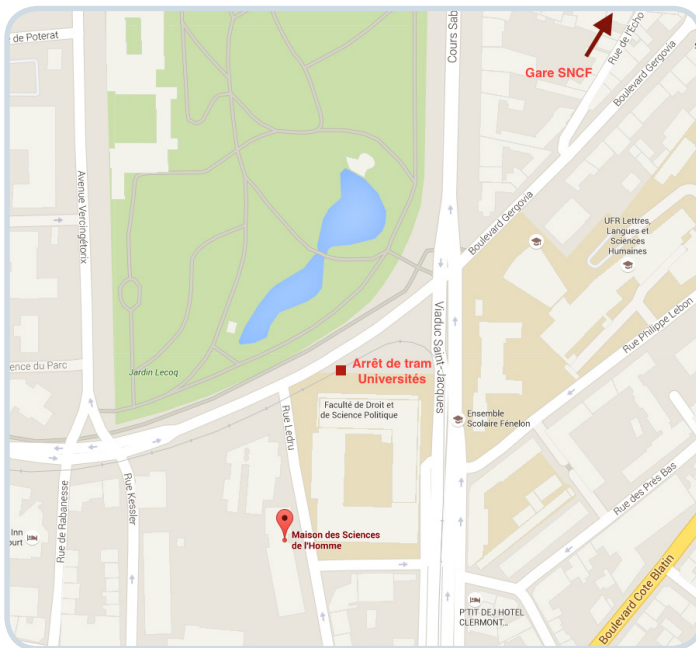 e de Poterat
Cours Sab
Rue de l'Écho
Boulevard Gergovia
Gare SNCF
Avenue Vercingétorix
UFR Lettres,
Langues et
Sciences
Humaines
Boulevard Gergovia
Viaduc Saint-Jacques
Rue Philippe Lebon
ence du Parc
Jardin Lecoq
Arrêt de tram
Universités
Rue Ledru
Faculté de Droit et
de Science Politique
Ensemble
Scolaire Fénelon
Rue de Rabanesse
Rue Kessler
Rue des Prés Bas
Inn
ourt
Maison des Sciences
de l'Homme
Boulevard Cote Blatin
P'TIT DEJ HOTEL
CLERMONT...